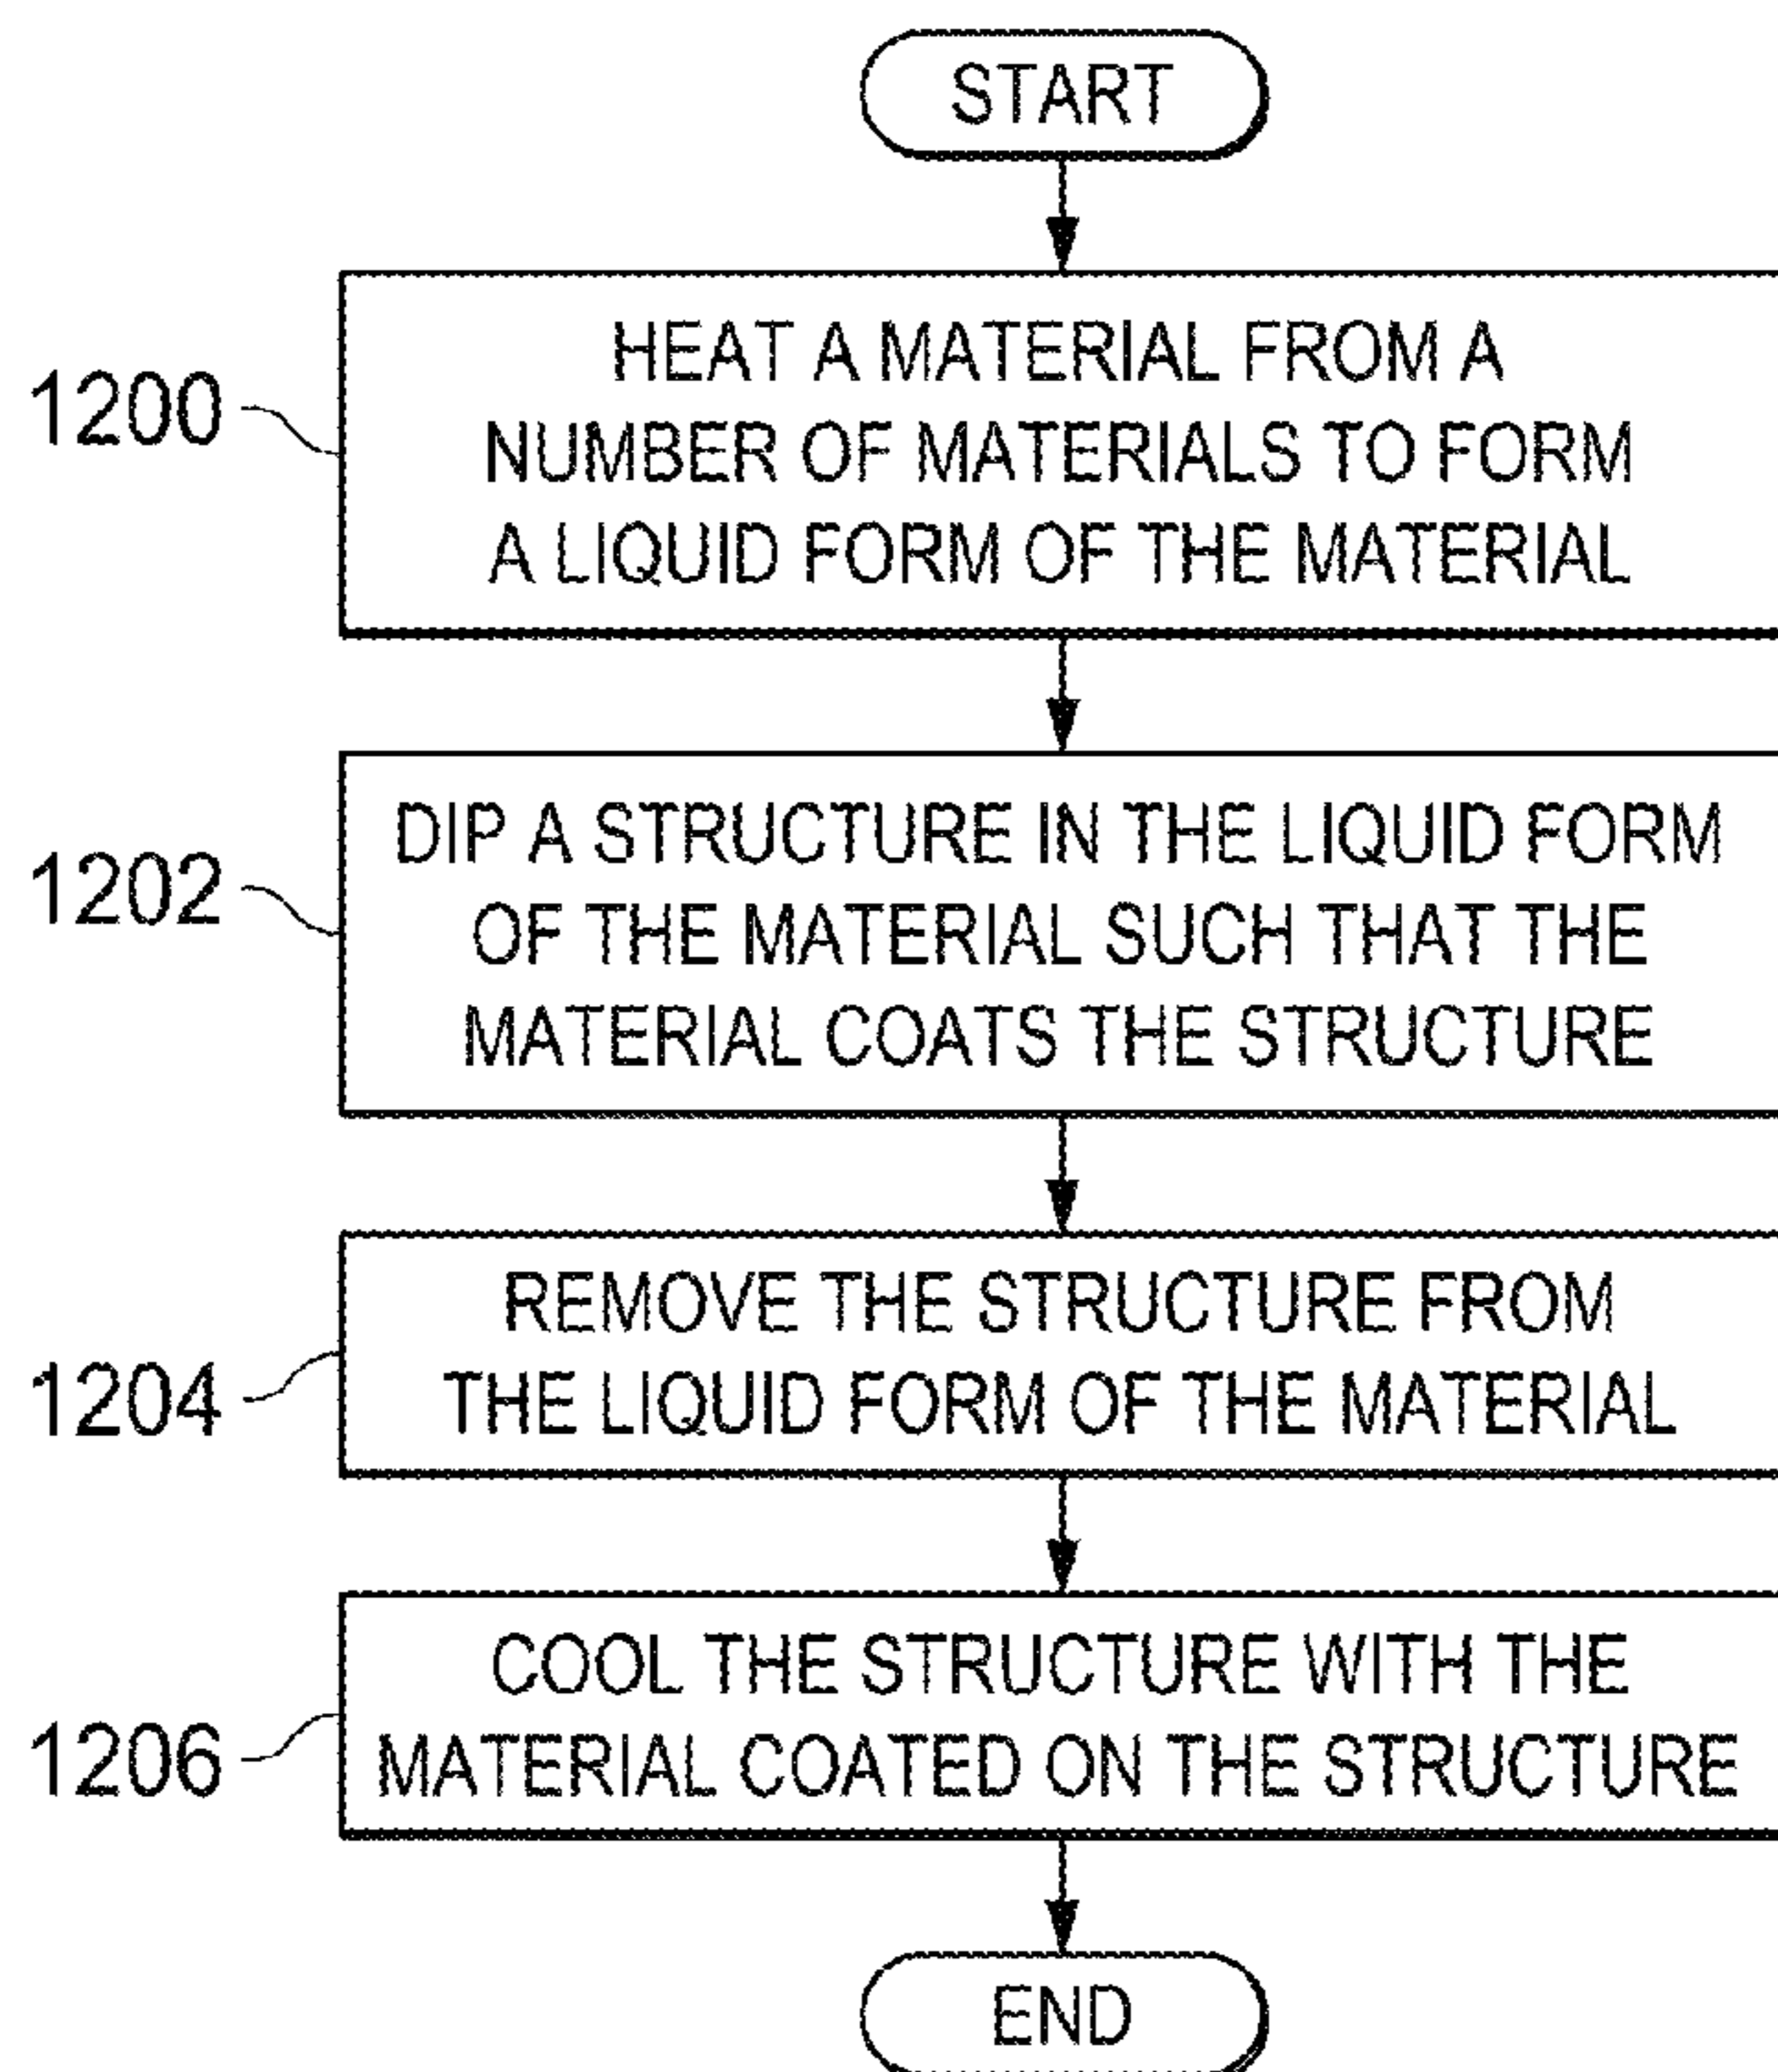 START
1200
HEAT A MATERIAL FROM A
NUMBER OF MATERIALS TO FORM
A LIQUID FORM OF THE MATERIAL
1202
DIP A STRUCTURE IN THE LIQUID FORM
OF THE MATERIAL SUCH THAT THE
MATERIAL COATS THE STRUCTURE
1204
REMOVE THE STRUCTURE FROM
THE LIQUID FORM OF THE MATERIAL
1206
COOL THE STRUCTURE WITH THE
MATERIAL COATED ON THE STRUCTURE
END